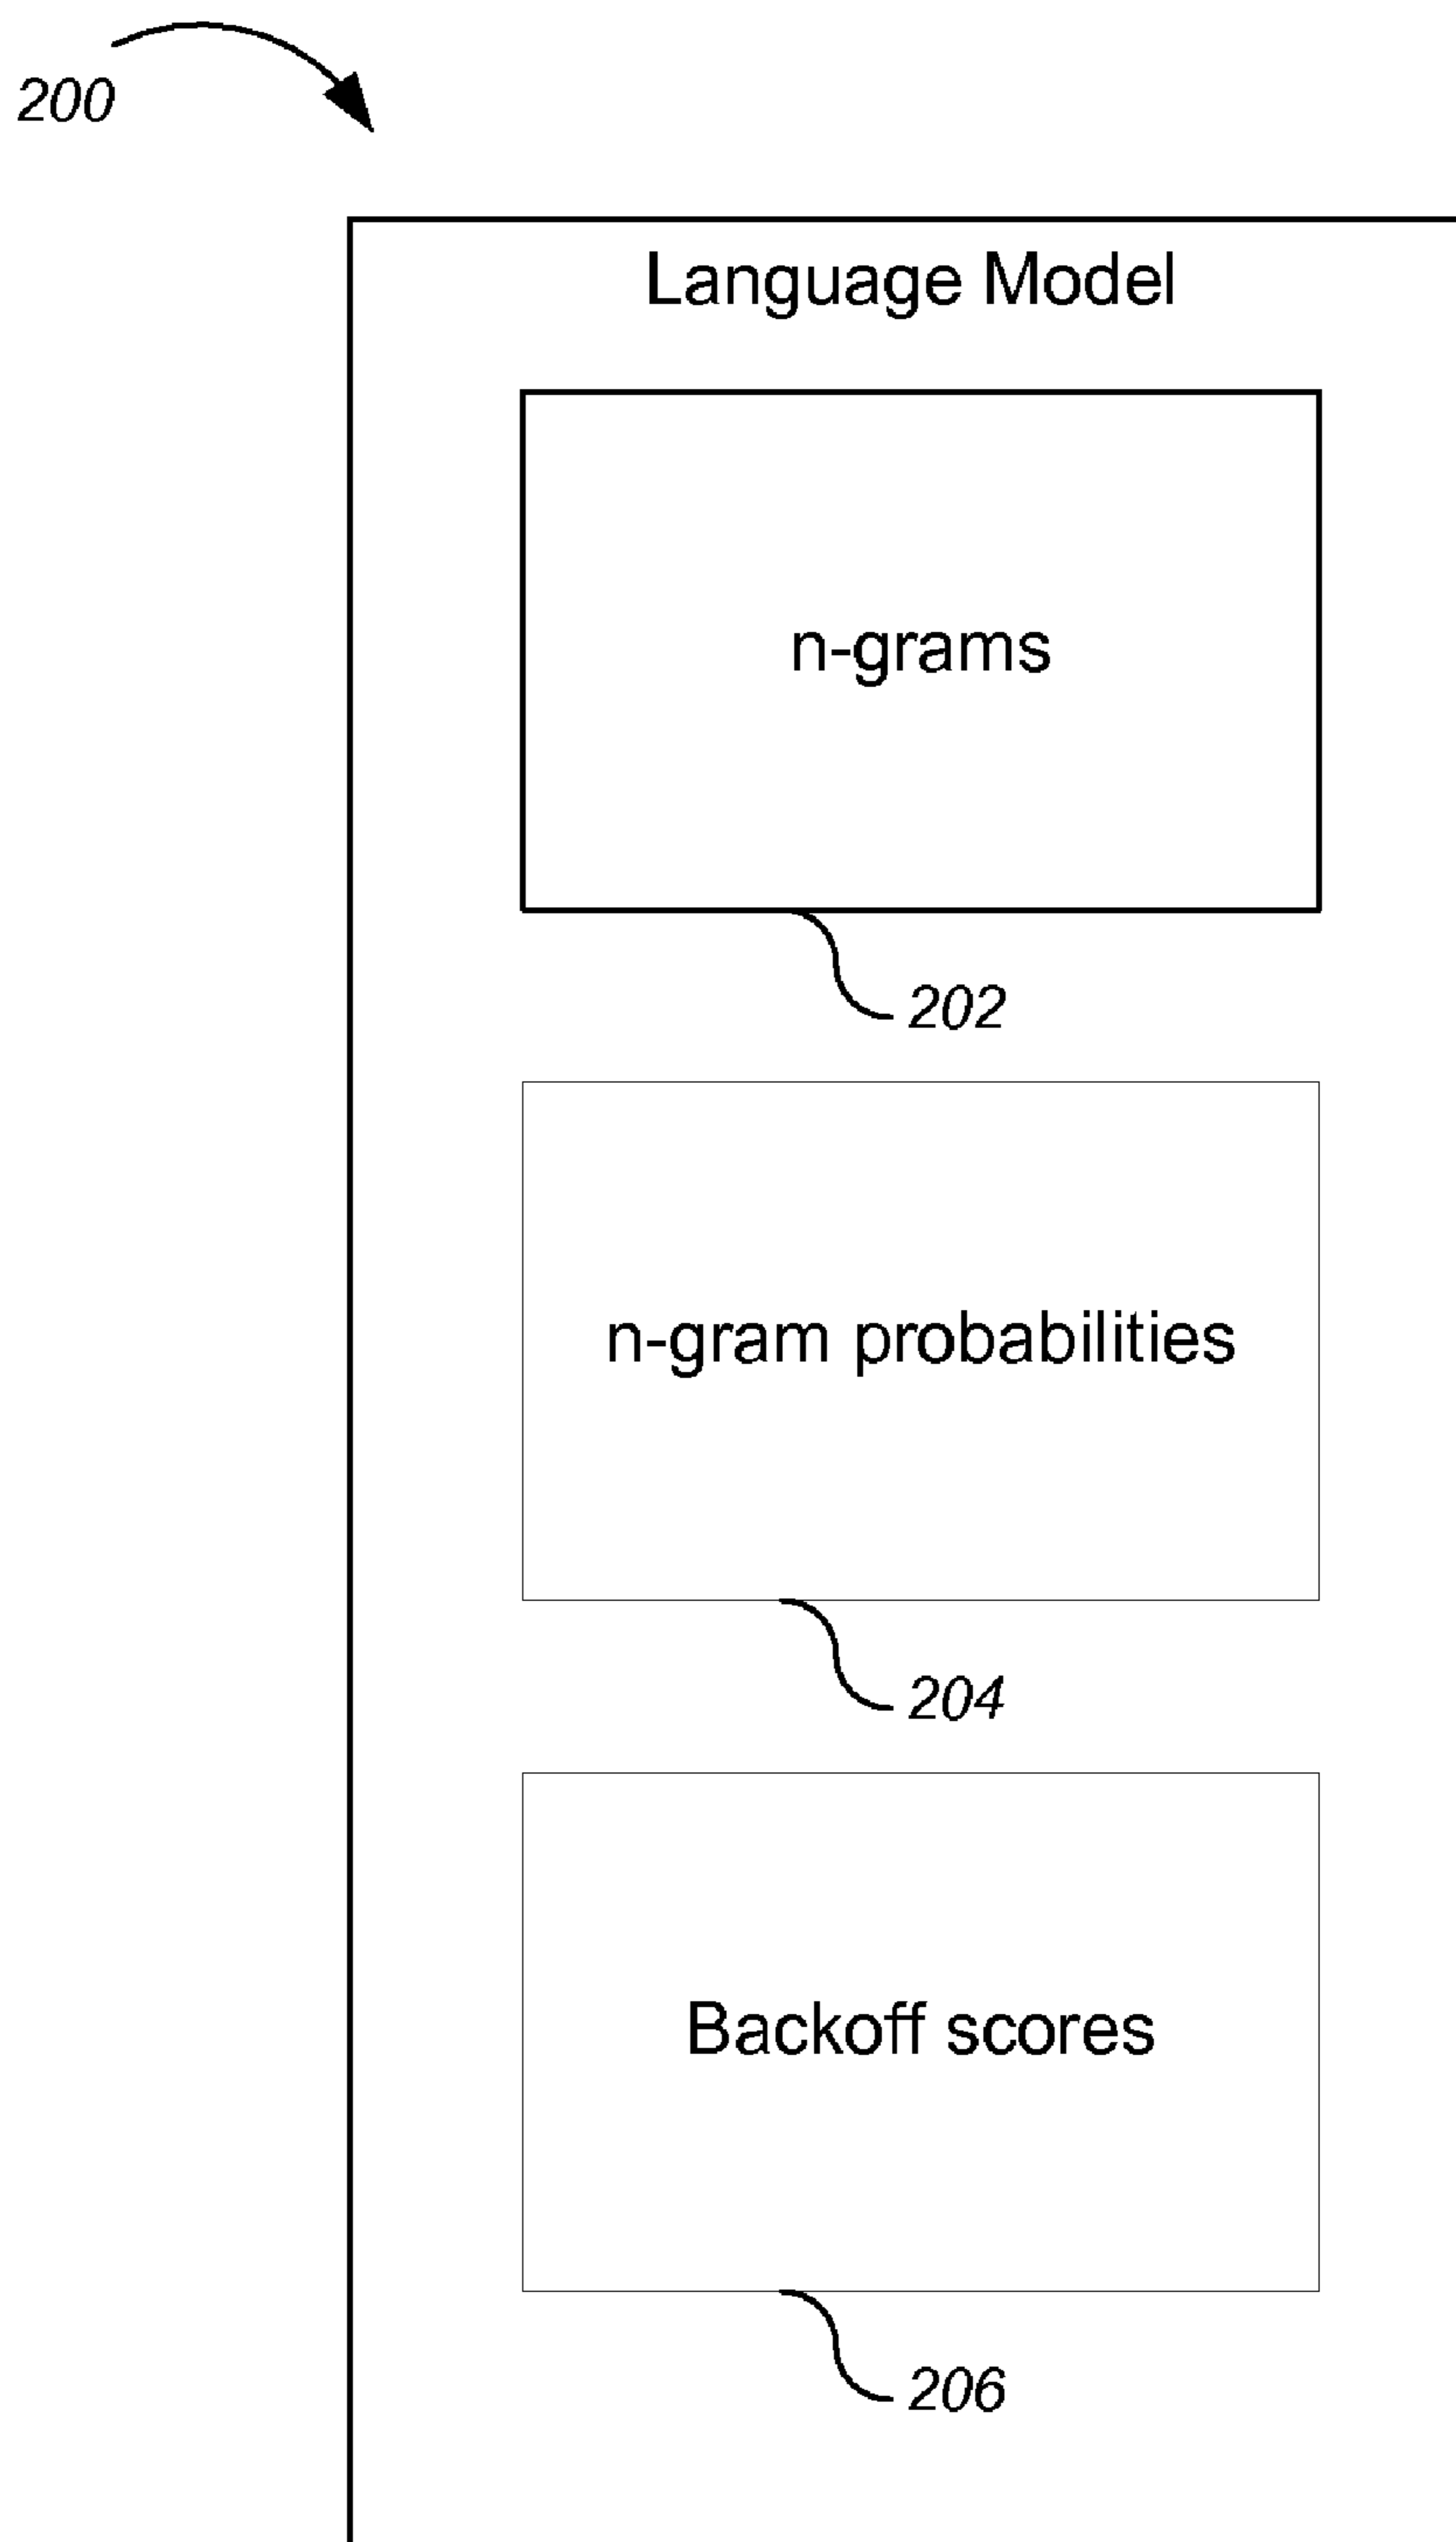 200
Language Model
n-grams
202
n-gram probabilities
204
Backoff scores
206